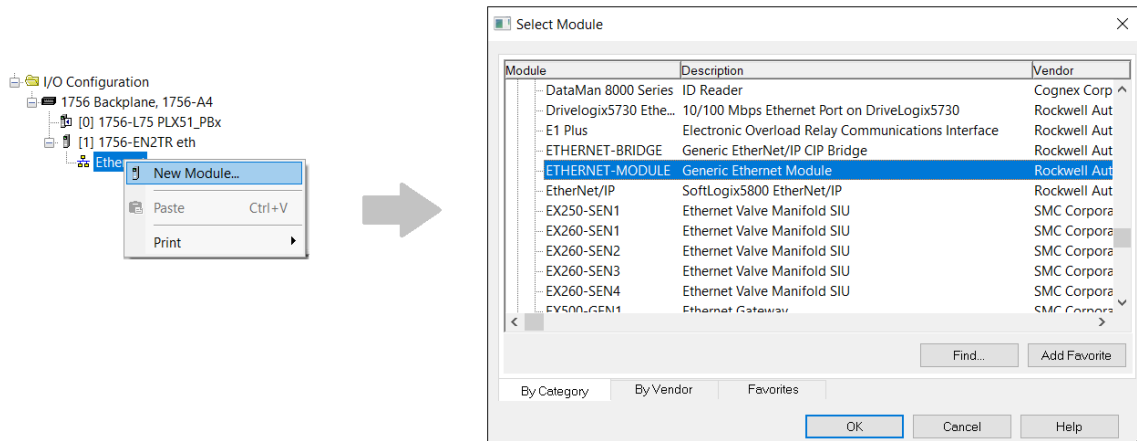 I/O Configuration
1756 Backplane, 1756-A4
[0] 1756-L75 PLX51_PBx
[1] 1756-EN2TR eth
New Module...
Paste Ctrl+V
Print
Select Module
Module Description Vendor
DataMan 8000 Series ID Reader Cognex Corp
Drivelogix5730 Ethe... 10/100 Mbps Ethernet Port on DriveLogix5730 Rockwell Aut
E1 Plus Electronic Overload Relay Communications Interface Rockwell Aut
ETHERNET-BRIDGE Generic EtherNet/IP CIP Bridge Rockwell Aut
ETHERNET-MODULE Generic Ethernet Module Rockwell Aut
EtherNet/IP SoftLogix5800 EtherNet/IP Rockwell Aut
EX250-SEN1 Ethernet Valve Manifold SIU SMC Corpora
EX260-SEN1 Ethernet Valve Manifold SIU SMC Corpora
EX260-SEN2 Ethernet Valve Manifold SIU SMC Corpora
EX260-SEN3 Ethernet Valve Manifold SIU SMC Corpora
EX260-SEN4 Ethernet Valve Manifold SIU SMC Corpora
EX500-GEN1 Ethernet Gateway SMC Corpora
Find... Add Favorite
By Category By Vendor Favorites
OK Cancel Help